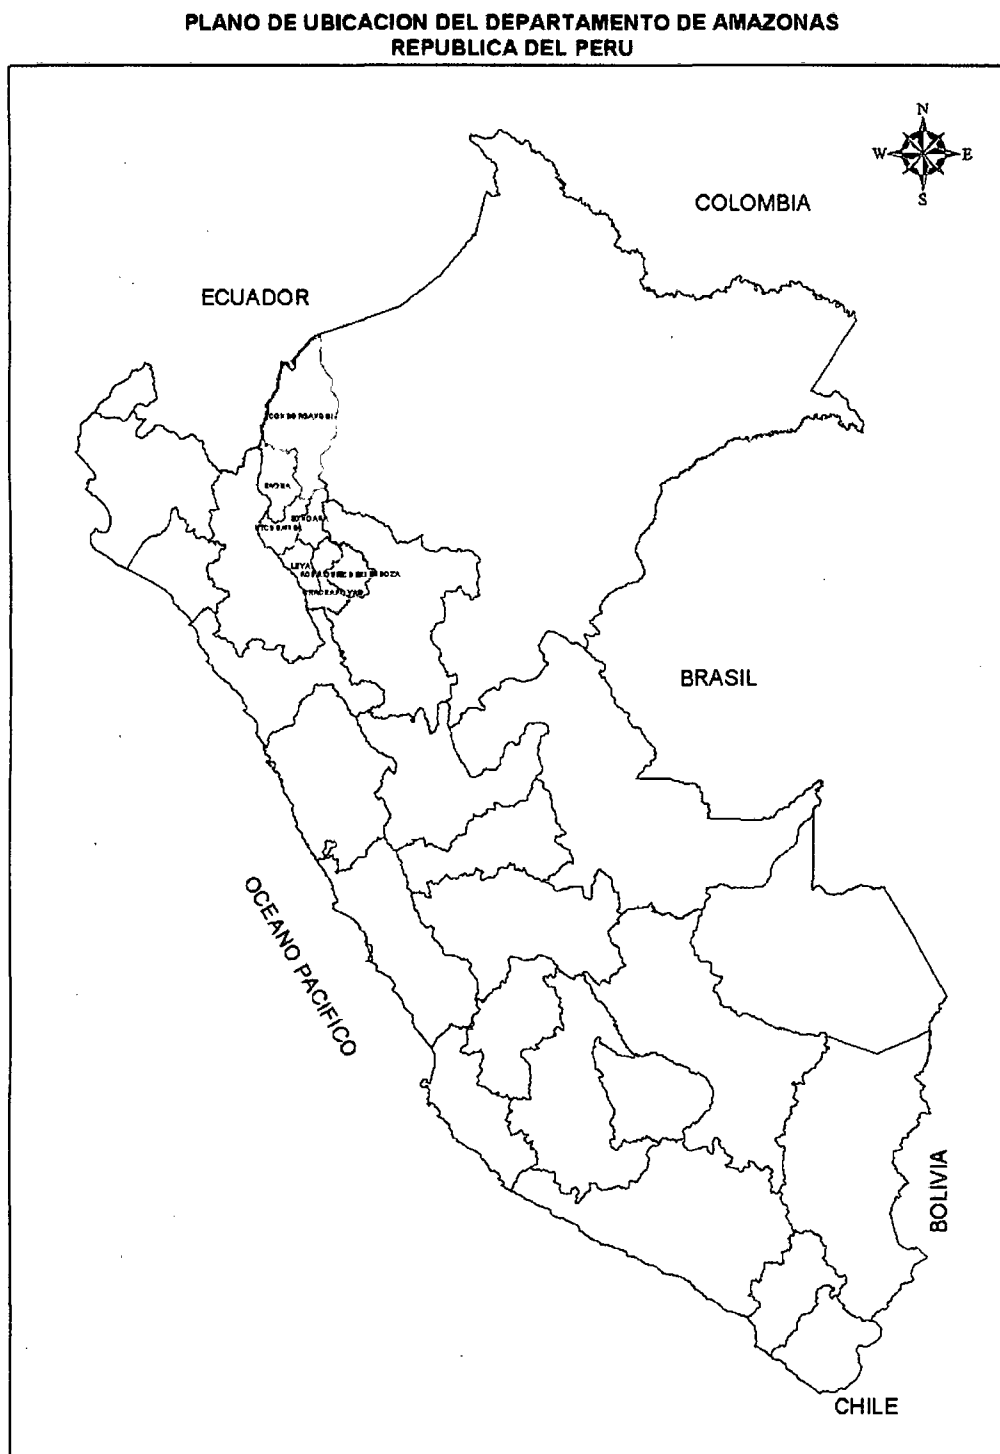 PLANO DE UBICACION DEL DEPARTAMENTO DE AMAZONAS
REPUBLICA DEL PERU
N
W E
S
COLOMBIA
ECUADOR
BRASIL
OCEANO PACIFICO
BOLIVIA
CHILE